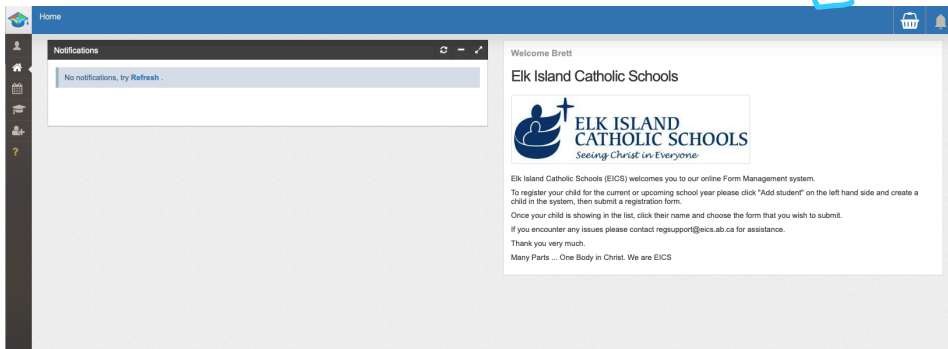 Home
Notifications
No notifications, try Refresh .
?
Welcome Brett
Elk Island Catholic Schools
ELK ISLAND
CATHOLIC SCHOOLS
Seeing Christ in Everyone
Elk Island Catholic Schools (EICS) welcomes you to our online Form Management system.
To register your child for the current or upcoming school year please click "Add student" on the left hand side and create a
child in the system, then submit a registration form.
Once your child is showing in the list, click their name and choose the form that you wish to submit.
If you encounter any issues please contact regsupport@eics.ab.ca for assistance.
Thank you very much.
Many Parts ... One Body in Christ. We are EICS